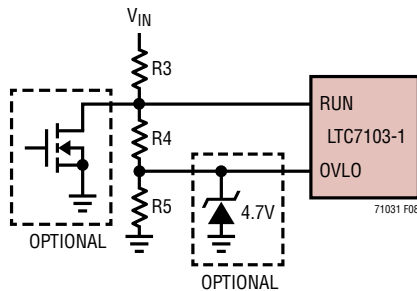 VIN
R3
RUN
R4
LTC7103-1
OVLO
R5
4.7V
71031 F08
OPTIONAL
OPTIONAL